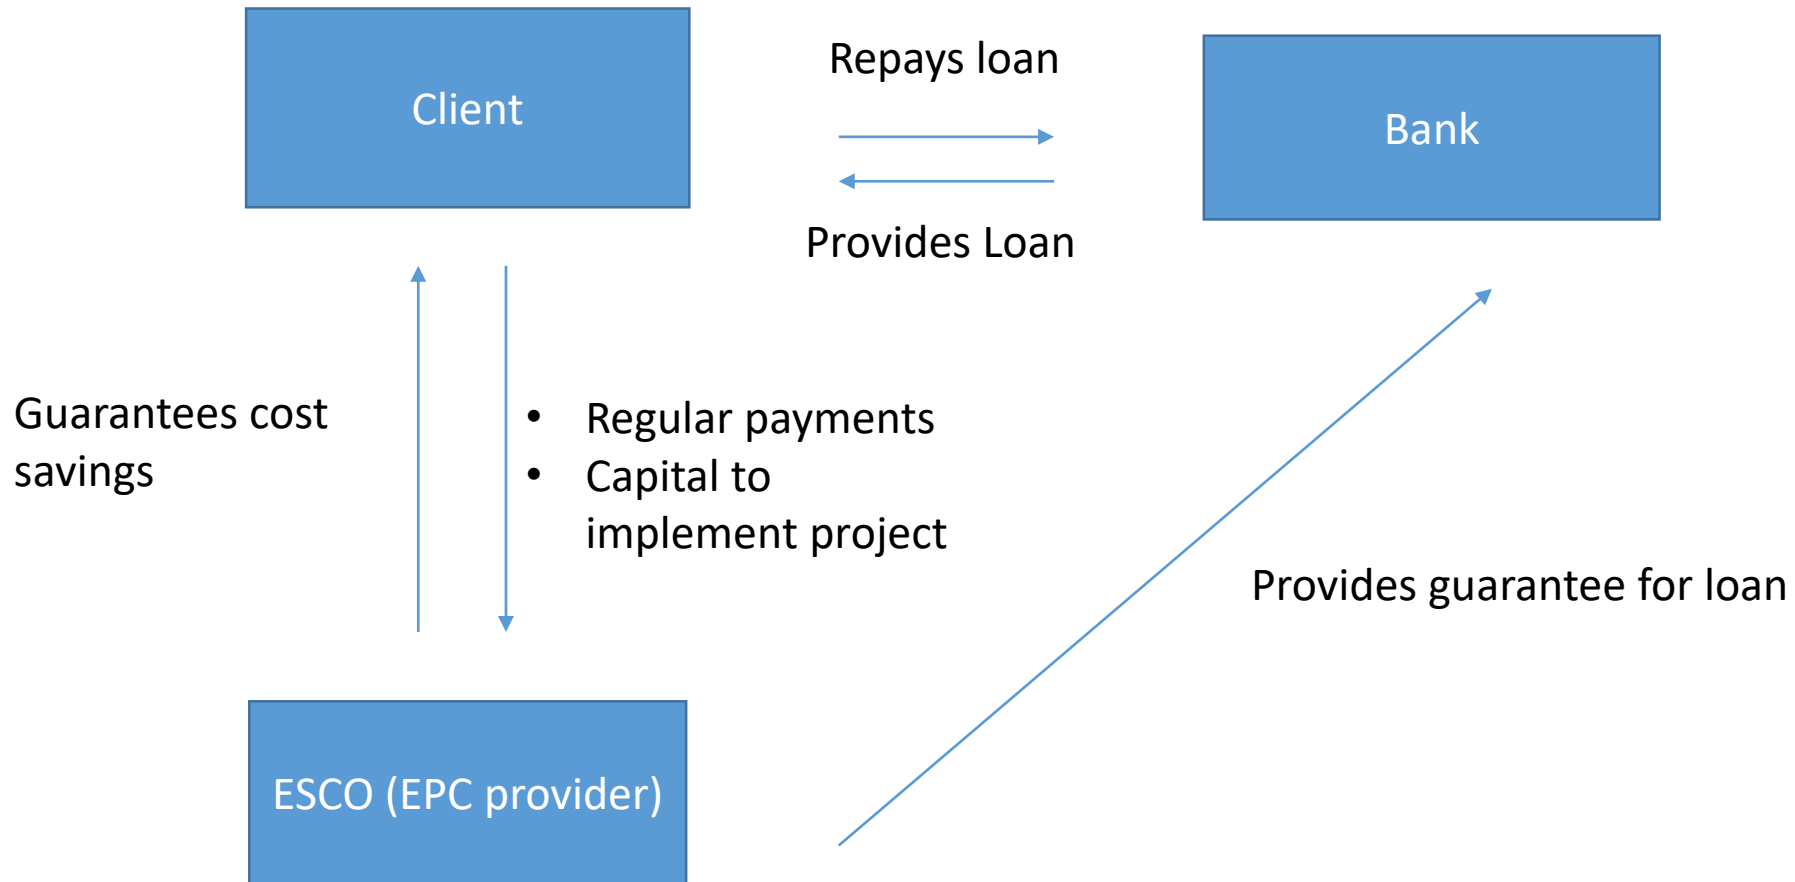 Client
Repays loan
Bank
Provides Loan
Guarantees cost
savings
• Regular payments
• Capital to
implement project
Provides guarantee for loan
ESCO (EPC provider)